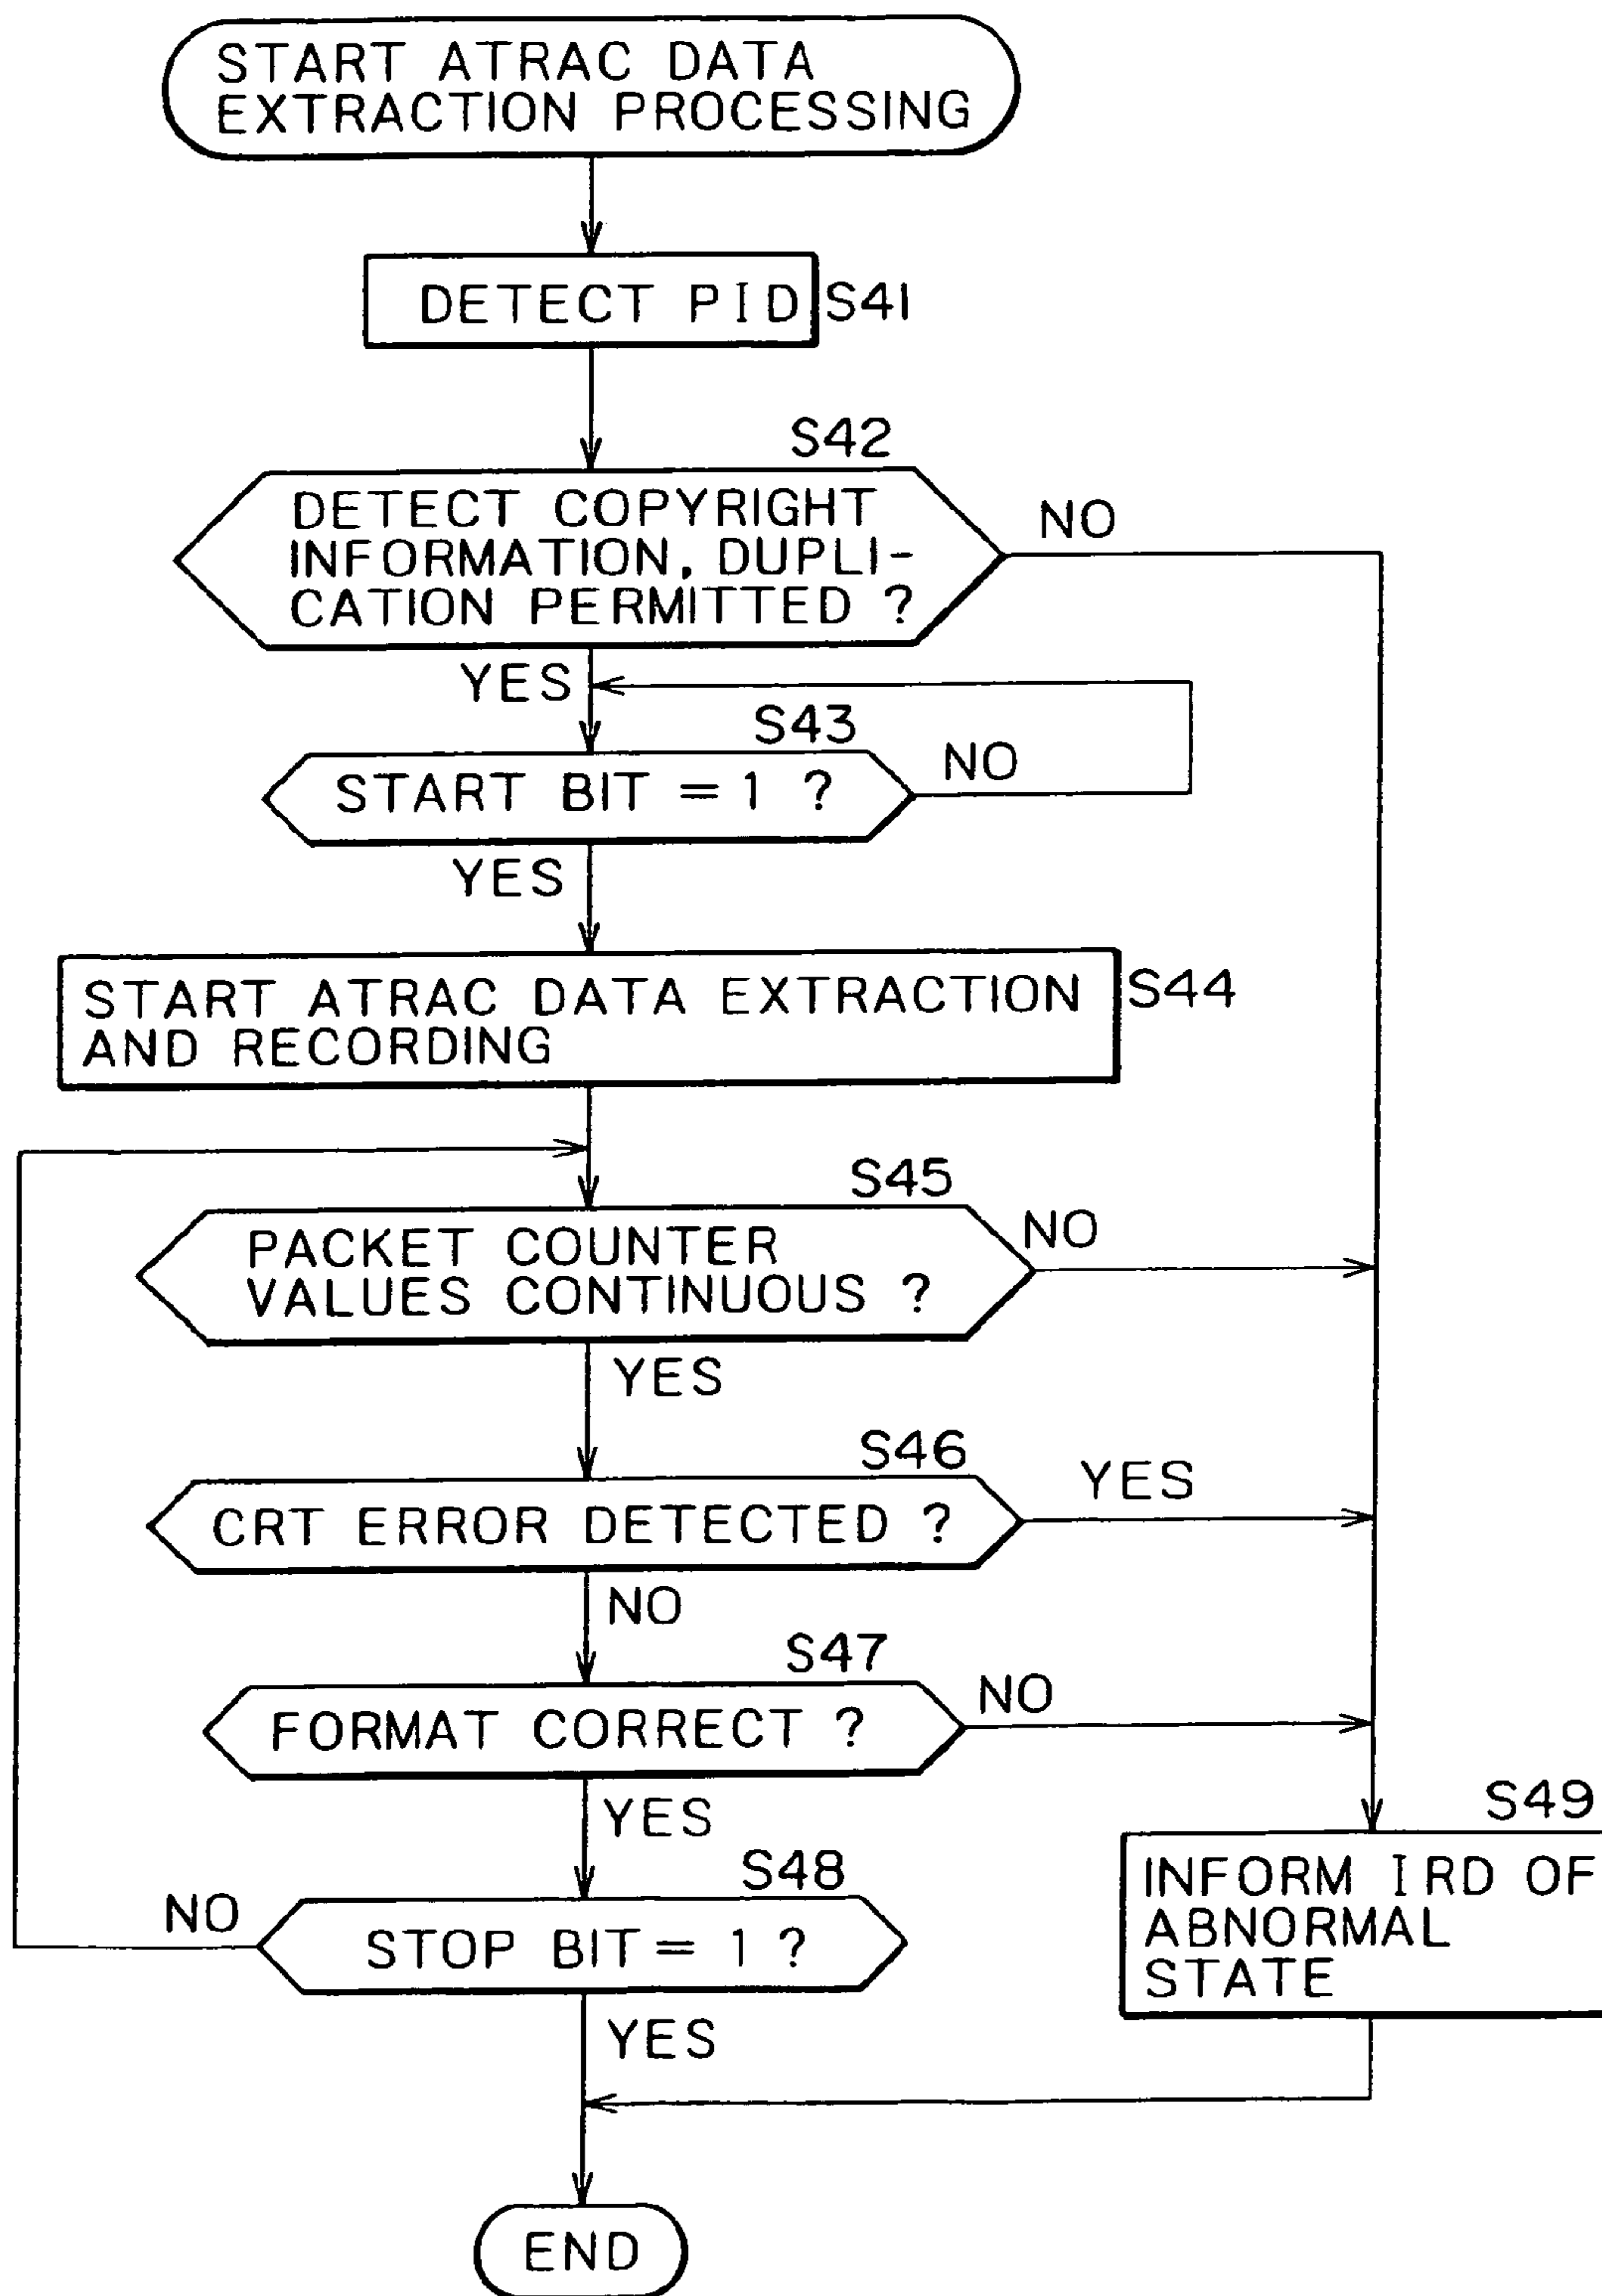 START ATRAC DATA
EXTRACTION PROCESSING
DETECT PID
S41
S42
DETECT COPYRIGHT
INFORMATION, DUPLI-
CATION PERMITTED ?
NO
YES
S43
START BIT = 1 ?
NO
YES
START ATRAC DATA EXTRACTION
AND RECORDING
S44
S45
PACKET COUNTER
VALUES CONTINUOUS ?
NO
YES
S46
CRT ERROR DETECTED ?
YES
NO
S47
FORMAT CORRECT ?
NO
YES
S48
STOP BIT = 1 ?
NO
YES
S49
INFORM IRD OF
ABNORMAL
STATE
END